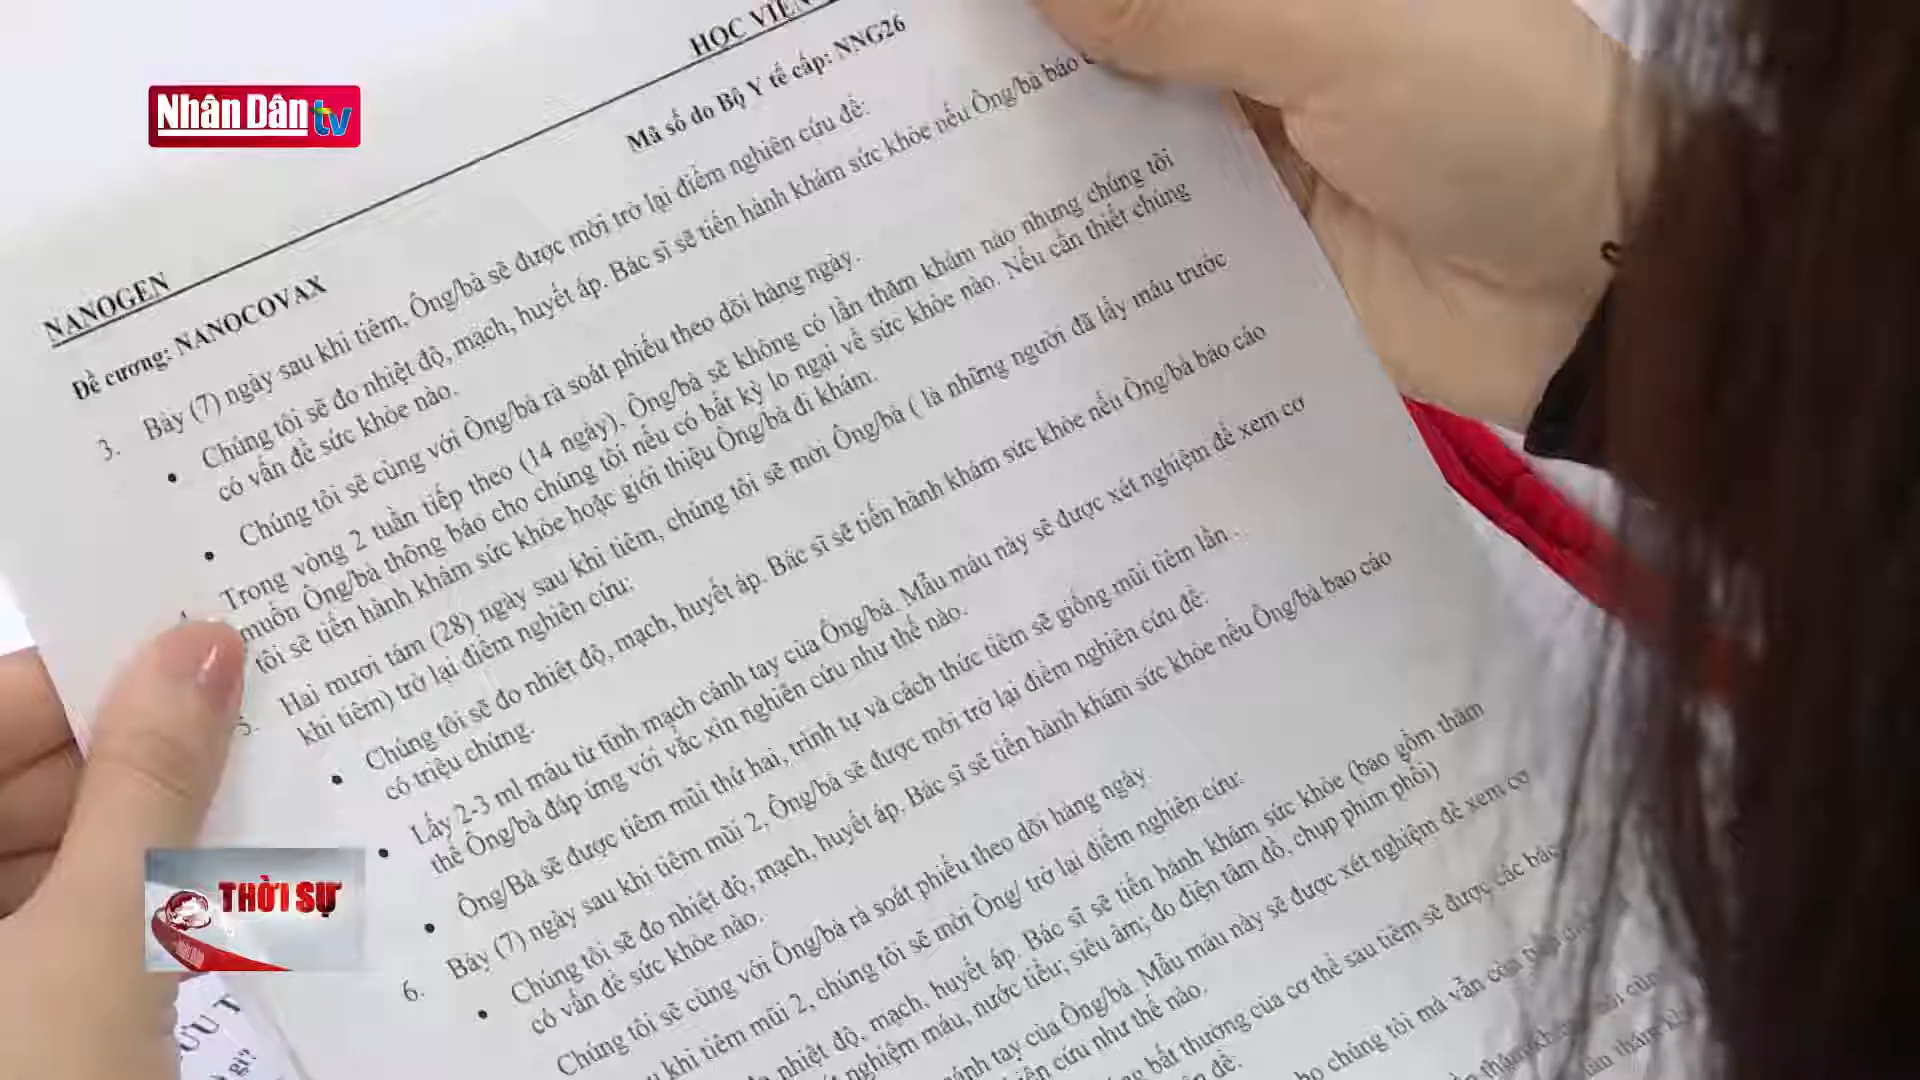 Nhân Dân tv
HỌC VIỆN
NANOGEN
Mã số do Bộ Y tế cấp: NNG26
Đề cương: NANOCOVAX
3. Bảy (7) ngày sau khi tiêm, Ông/bà sẽ được mời trở lại điểm nghiên cứu để:
• Chúng tôi sẽ đo nhiệt độ, mạch, huyết áp. Bác sĩ sẽ tiến hành khám sức khỏe nếu Ông/bà báo
có vấn đề sức khỏe nào.
• Chúng tôi sẽ cùng với Ông/bà rà soát phiếu theo dõi hàng ngày.
Trong vòng 2 tuần tiếp theo (14 ngày), Ông/bà sẽ không có lần thăm khám nào nhưng chúng tôi
muốn Ông/bà thông báo cho chúng tôi nếu có bất kỳ lo ngại về sức khỏe nào. Nếu cần thiết chúng
tôi sẽ tiến hành khám sức khỏe hoặc giới thiệu Ông/bà đi khám.
5. Hai mươi tám (28) ngày sau khi tiêm, chúng tôi sẽ mời Ông/bà ( là những người đã lấy máu trước
khi tiêm) trở lại điểm nghiên cứu:
• Chúng tôi sẽ đo nhiệt độ, mạch, huyết áp. Bác sĩ sẽ tiến hành khám sức khỏe nếu Ông/bà báo cáo
có triệu chứng.
• Lấy 2-3 ml máu từ tĩnh mạch cánh tay của Ông/bà. Mẫu máu này sẽ được xét nghiệm để xem cơ
thể Ông/bà đáp ứng với vắc xin nghiên cứu như thế nào.
• Ông/Bà sẽ được tiêm mũi thứ hai, trình tự và cách thức tiêm sẽ giống mũi tiêm lần
6. Bảy (7) ngày sau khi tiêm mũi 2, Ông/bà sẽ được mời trở lại điểm nghiên cứu để:
• Chúng tôi sẽ đo nhiệt độ, mạch, huyết áp. Bác sĩ sẽ tiến hành khám sức khỏe nếu Ông/bà báo cáo
có vấn đề sức khỏe nào.
Chúng tôi sẽ cùng với Ông/bà rà soát phiếu theo dõi hàng ngày.
khi tiêm mũi 2, chúng tôi sẽ mời Ông/ trở lại điểm nghiên cứu:
nhiệt độ, mạch, huyết áp. Bác sĩ sẽ tiến hành khám sức khỏe (bao gồm thăm
nghiệm máu, nước tiểu; siêu âm; đo điện tâm đồ, chụp phim phổi)
cánh tay của Ông/bà. Mẫu máu này sẽ được xét nghiệm để xem cơ
cứu như thế nào.
bất thường của cơ thể sau tiêm sẽ được các bác
cho chúng tôi mà vẫn còn
THỜI SỰ